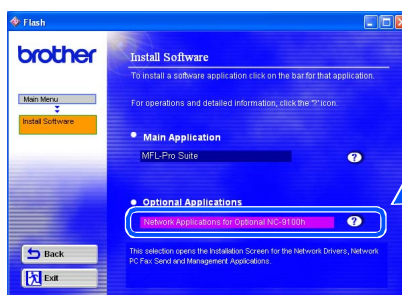 Flash
brother
Install Software
To install a software application click on the bar for that application.
Main Menu
Install Software
For operations and detailed information, click the "?" icon.
Main Application
MFL-Pro Suite
?
Optional Applications
Network Applications for Optional NC-9100h
?
This selection opens the Installation Screen for the Network Drivers, Network
PC Fax Send and Management Applications.
Back
Exit